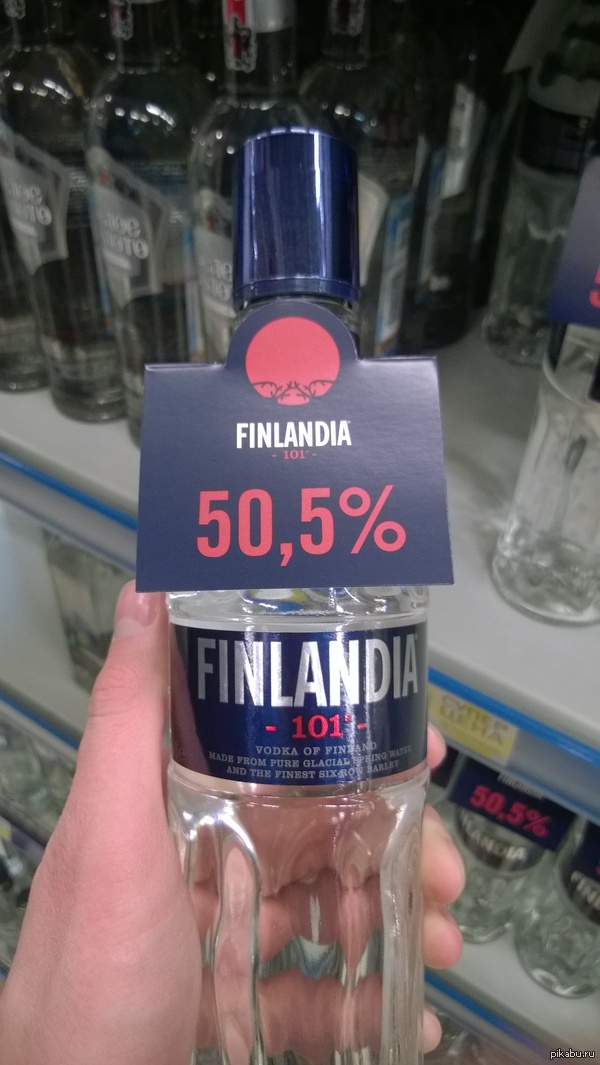 FINLANDIA
- 101° -
50,5%
FINLANDIA
- 101° -
VODKA OF FINLAND
MADE FROM PURE GLACIAL SPRING WATER
AND THE FINEST SIX-ROW BARLEY
50,5%
pikabu.ru